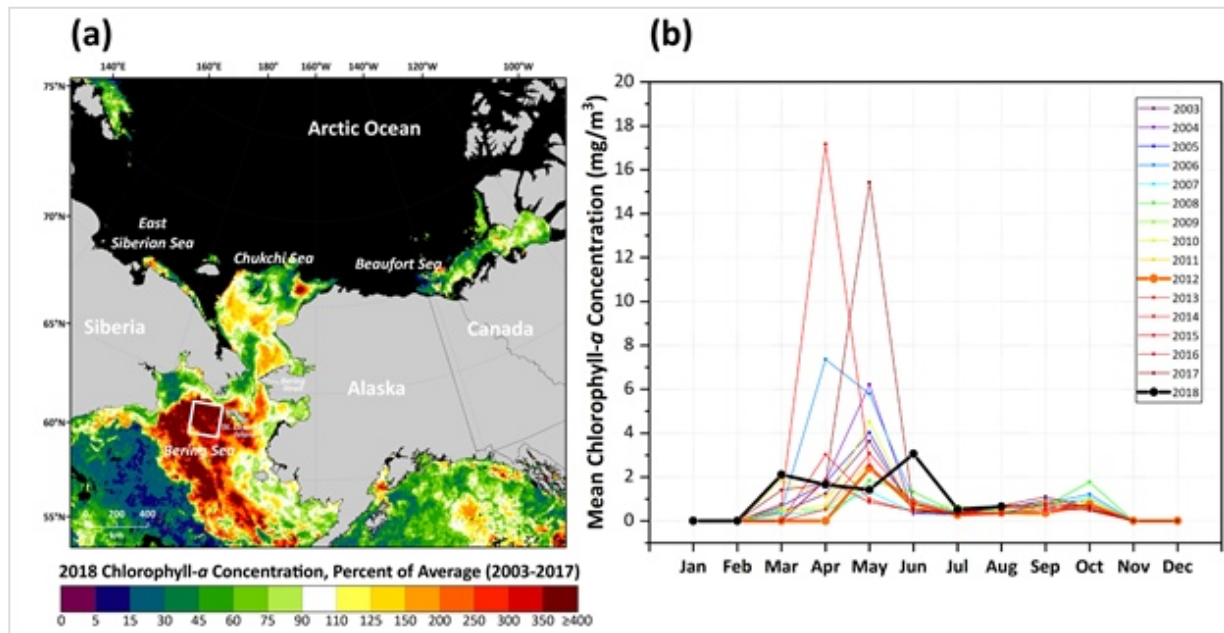 (a)
140°E 160°E 180° 160°W 140°W 120°W 100°W
75°N
Arctic Ocean
70°N
East
Siberian Sea
Chukchi Sea
Beaufort Sea
65°N
Siberia
Canada
Alaska
60°N
Bering Sea
55°N
0 200 400
km
2018 Chlorophyll-a Concentration, Percent of Average (2003-2017)
0 5 15 30 45 60 75 90 110 125 150 200 250 300 350 ≥400
(b)
Mean Chlorophyll-a Concentration (mg/m³)
20
18
16
14
12
10
8
6
4
2
0
2003
2004
2005
2006
2007
2008
2009
2010
2011
2012
2013
2014
2015
2016
2017
2018
Jan Feb Mar Apr May Jun Jul Aug Sep Oct Nov Dec